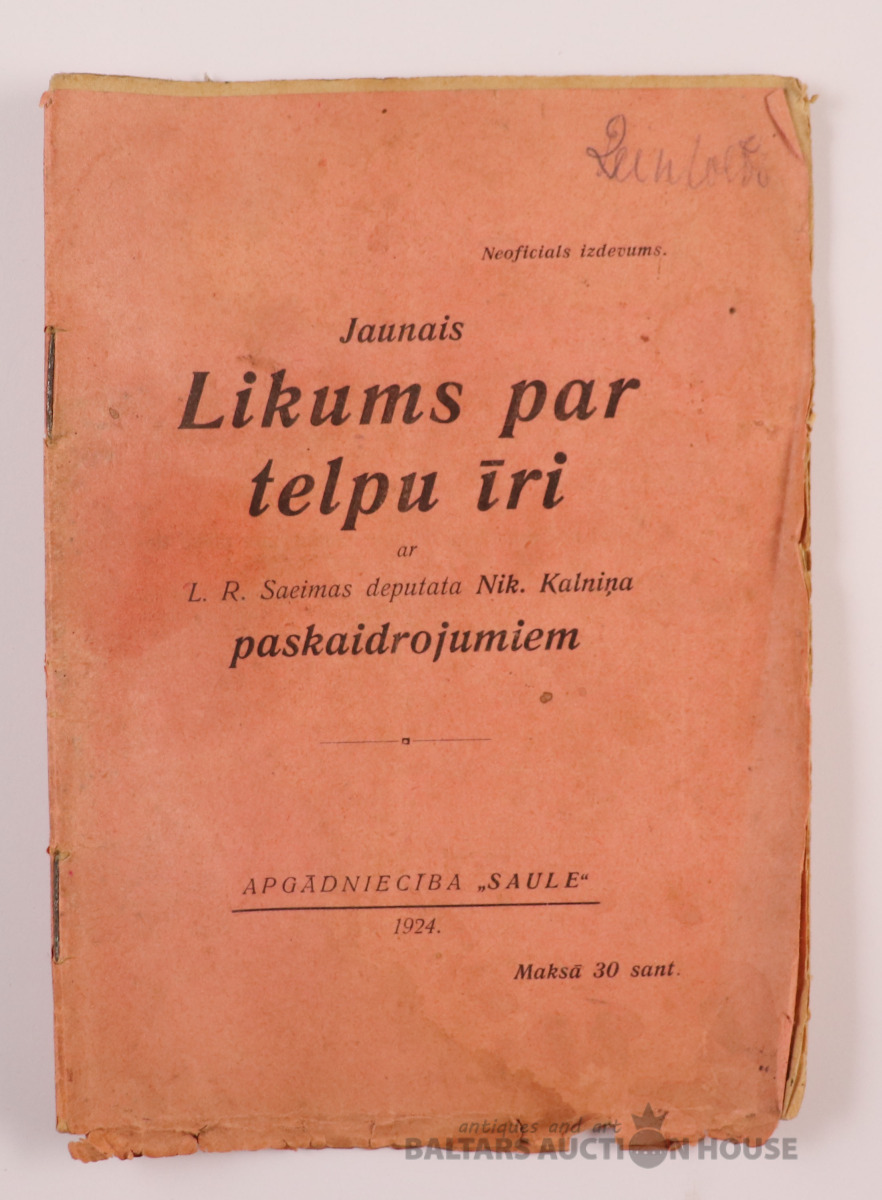 Neoficials izdevums.
Jaunais
Likums par
telpu īri
ar
L. R. Saeimas deputata Nik. Kalniņa
paskaidrojumiem
APGĀDNIECĪBA „SAULE“
1924.
Maksā 30 sant.
antiques and art
BALTARS AUCTION HOUSE